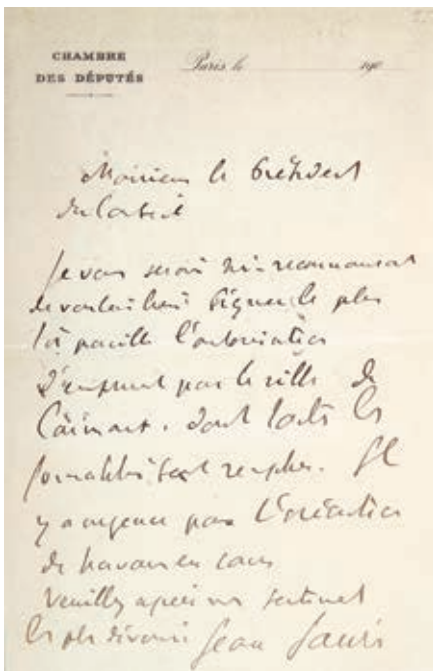 CHAMBRE
DES DÉPUTÉS
Paris le 190
Monsieur le Président
du Conseil
Je vous serais très reconnaissant
de vouloir bien signer le plus
tôt possible l'autorisation
d'emprunt par la ville de
Carmaux, dont toutes les
formalités sont remplies. Il
y a urgence pour l'exécution
de travaux en cours
Veuillez agréer mes sentiments
les plus dévoués Jean Jaurès